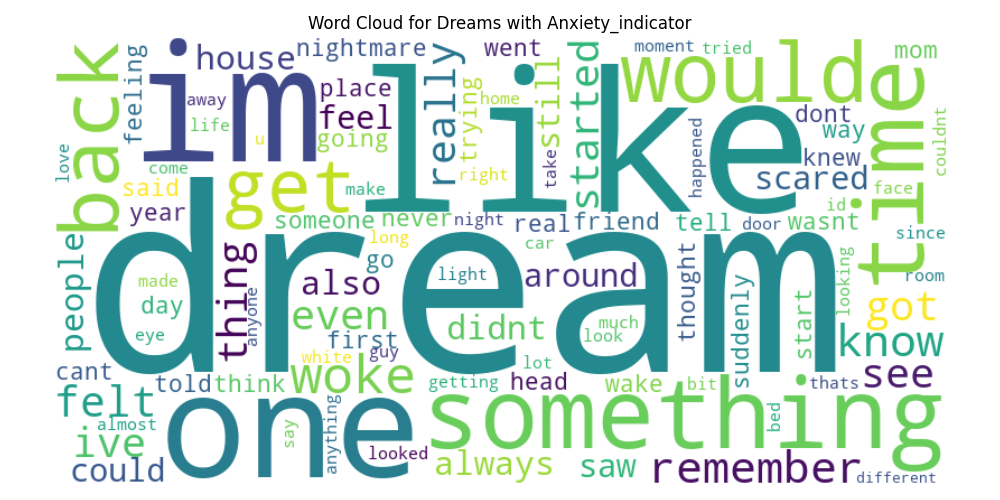 Word Cloud for Dreams with Anxiety_indicator
back
feeling
im
house
nightmare
really
went
still
started
moment
tried
would
mom
time
away
life
u
place
feel
going
trying
home
like
take
happened
dont
way
knew
couldnt
love
come
said
year
get
make
right
scared
face
id
someone
never
night
real
friend
tell
door
wasnt
since
people
thing
long
go
car
dream
light
around
thought
looking
room
made
day
eye
anyone
also
even
first
didnt
much
look
suddenly
start
got
know
cant
told
think
white
guy
woke
getting
lot
head
wake
bit
thats
see
felt
almost
ive
could
one
say
anything
looked
something
always
saw
bed
remember
different